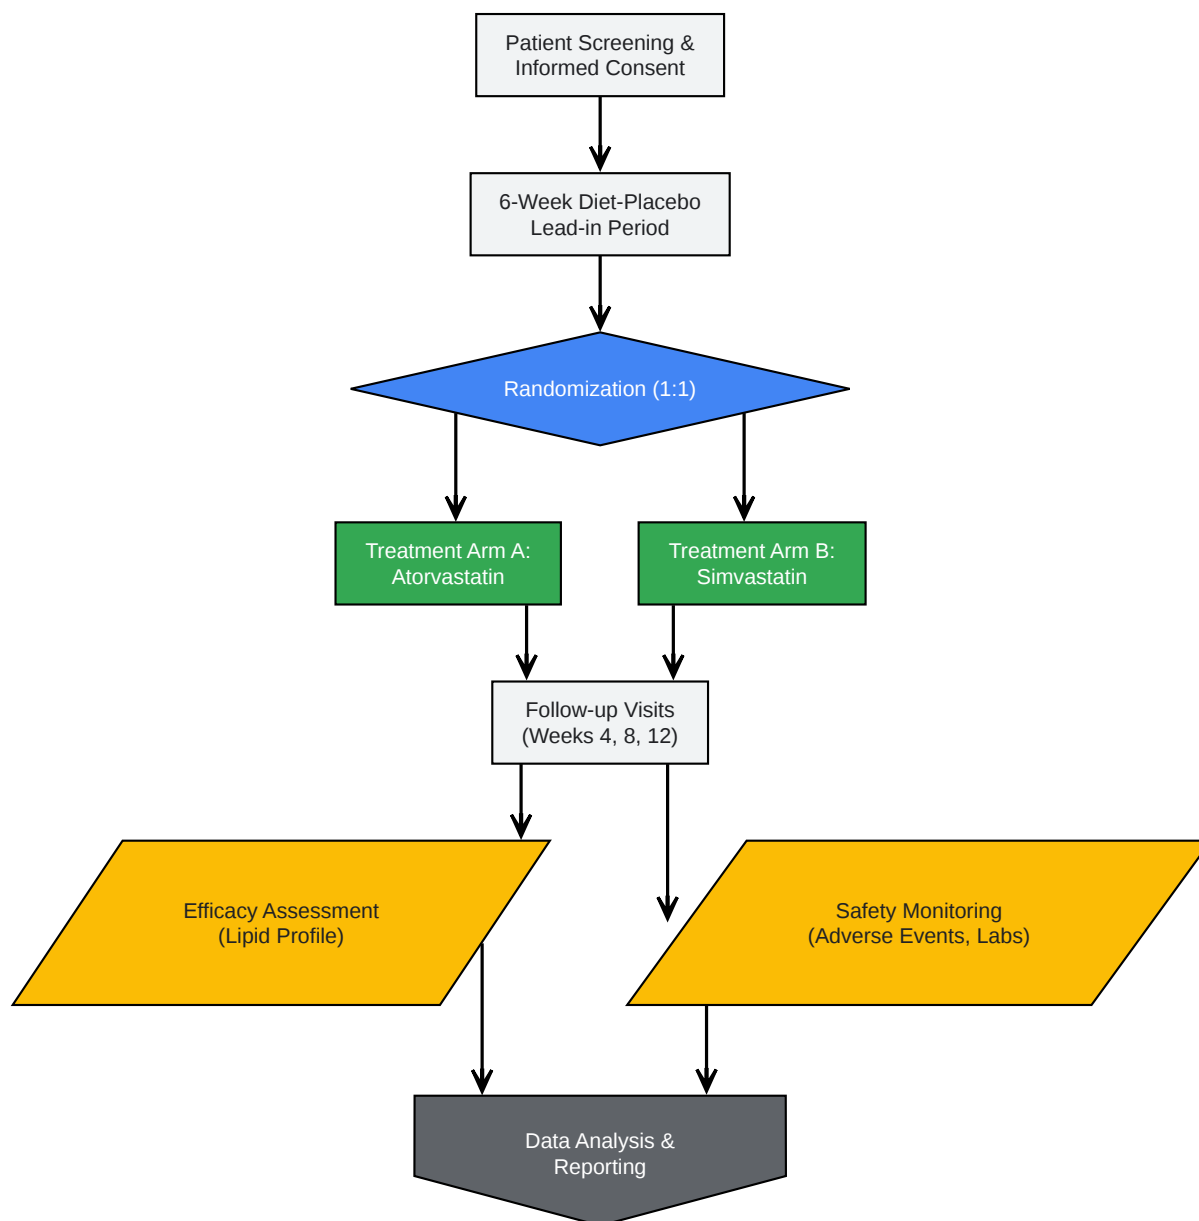 Patient Screening &
Informed Consent
6-Week Diet-Placebo
Lead-in Period
Randomization (1:1)
Treatment Arm A:
Atorvastatin
Treatment Arm B:
Simvastatin
Follow-up Visits
(Weeks 4, 8, 12)
Efficacy Assessment
(Lipid Profile)
Safety Monitoring
(Adverse Events, Labs)
Data Analysis &
Reporting